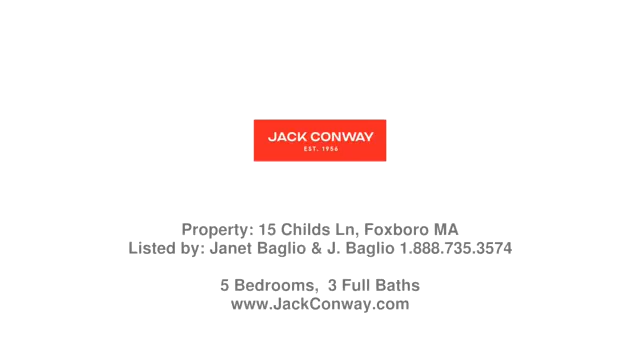 JACK CONWAY
EST. 1956
Property: 15 Childs Ln, Foxboro MA
Listed by: Janet Baglio & J. Baglio 1.888.735.3574
5 Bedrooms,  3 Full Baths
www.JackConway.com